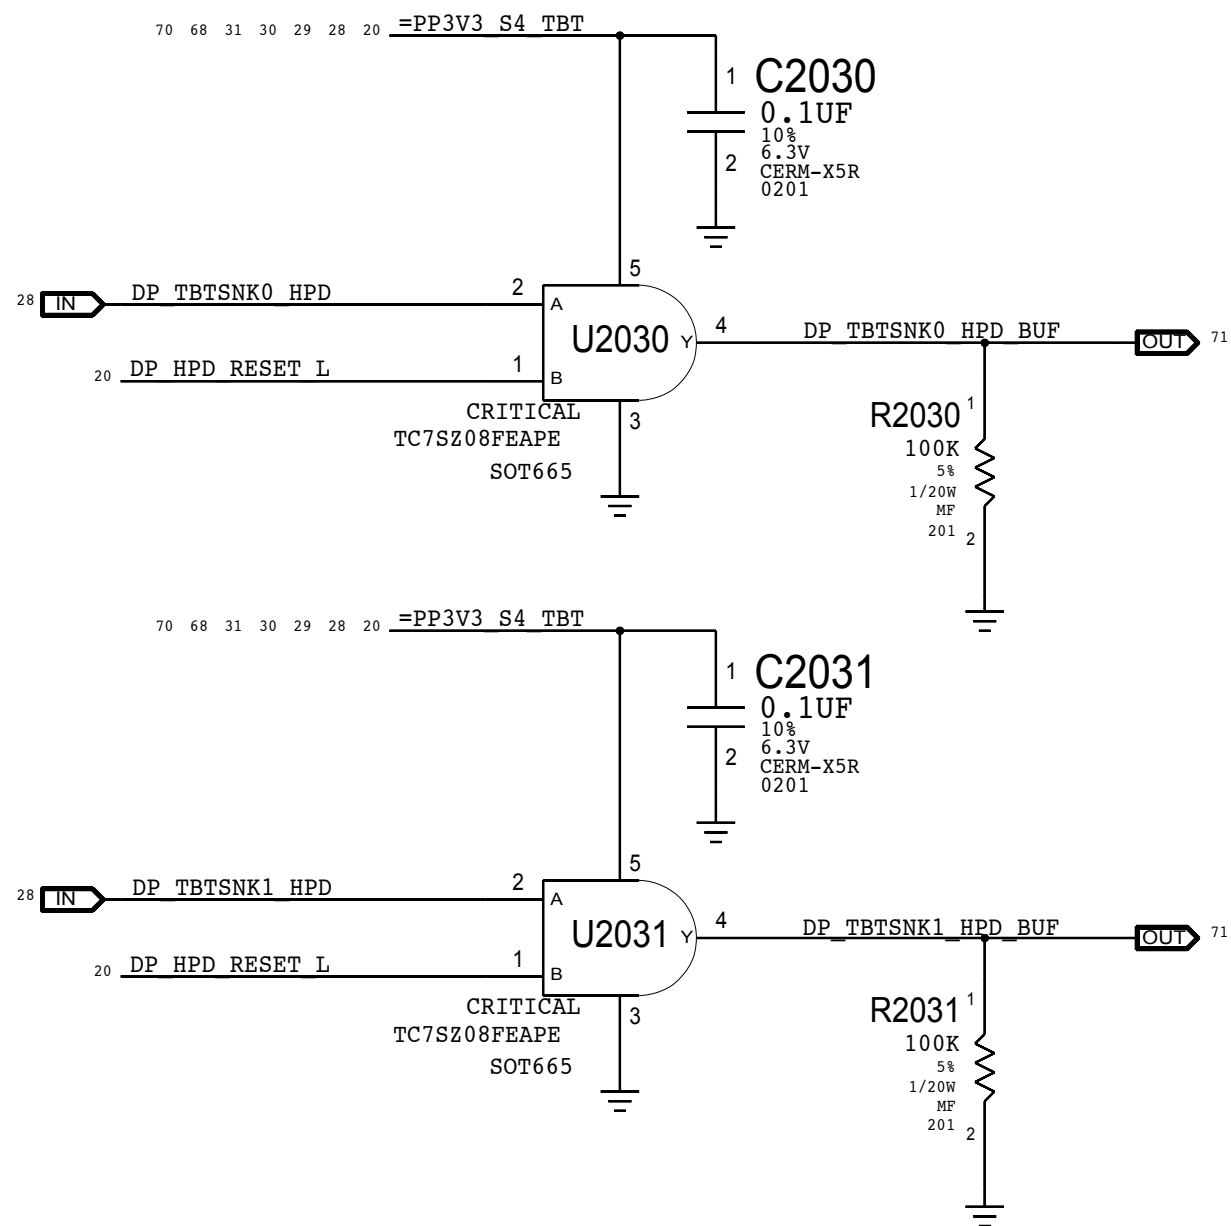 70 68 31 30 29 28 20 =PP3V3_S4_TBT
1 C2030
0.1UF
10%
6.3V
2 CERM-X5R
0201
5
28 IN DP_TBTSNK0_HPD 2 A
U2030 Y 4 DP_TBTSNK0_HPD_BUF OUT 71
20 DP_HPD_RESET_L 1 B
CRITICAL 3
TC7SZ08FEAPE
SOT665
R2030 1
100K
5%
1/20W
MF
201 2
70 68 31 30 29 28 20 =PP3V3_S4_TBT
1 C2031
0.1UF
10%
6.3V
2 CERM-X5R
0201
5
28 IN DP_TBTSNK1_HPD 2 A
U2031 Y 4 DP_TBTSNK1_HPD_BUF OUT 71
20 DP_HPD_RESET_L 1 B
CRITICAL 3
TC7SZ08FEAPE
SOT665
R2031 1
100K
5%
1/20W
MF
201 2